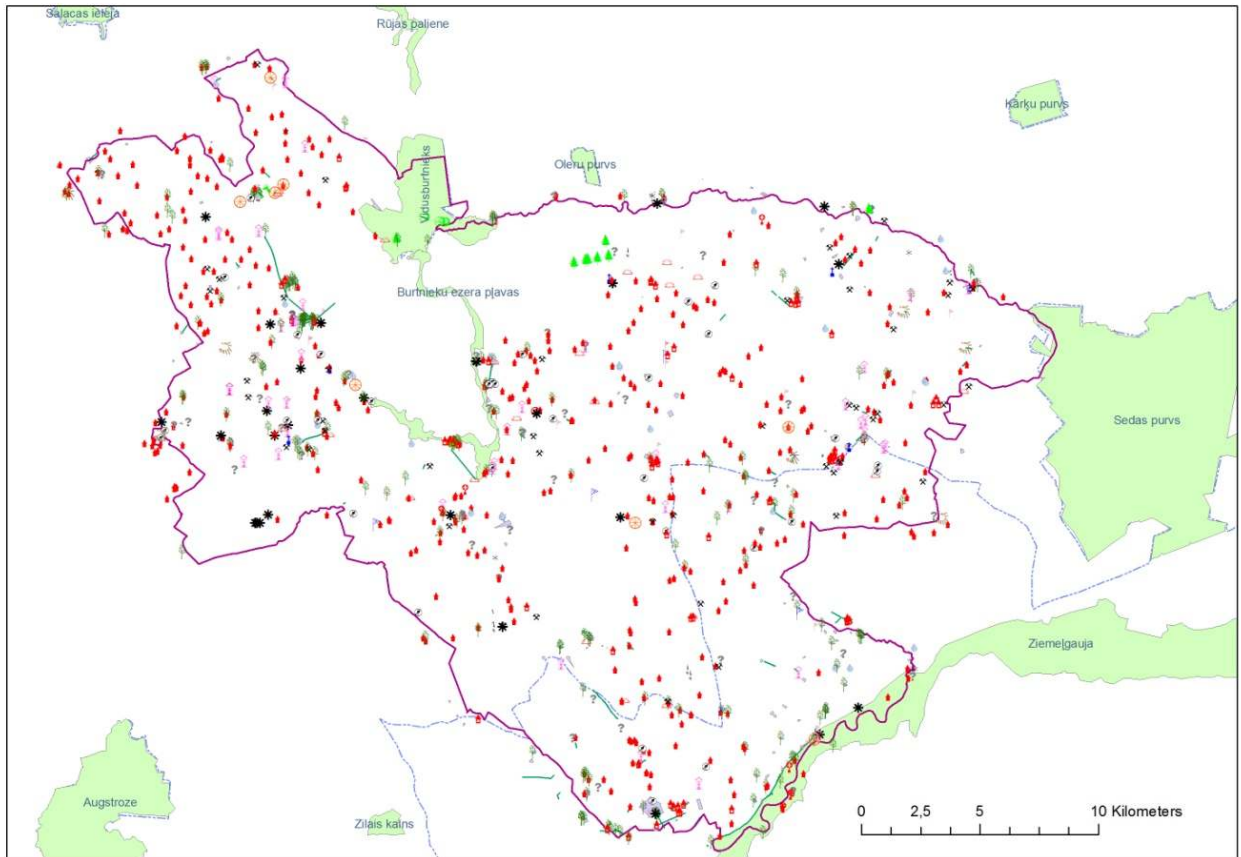 Salacas ieleja
Rūjas paliene
Ķārķu purvs
Oleru purvs
Vidusburtnieks
Burtnieku ezera pļavas
Sedas purvs
Ziemeļgauja
Augstroze
Zilais kalns
0 2,5 5 10 Kilometers